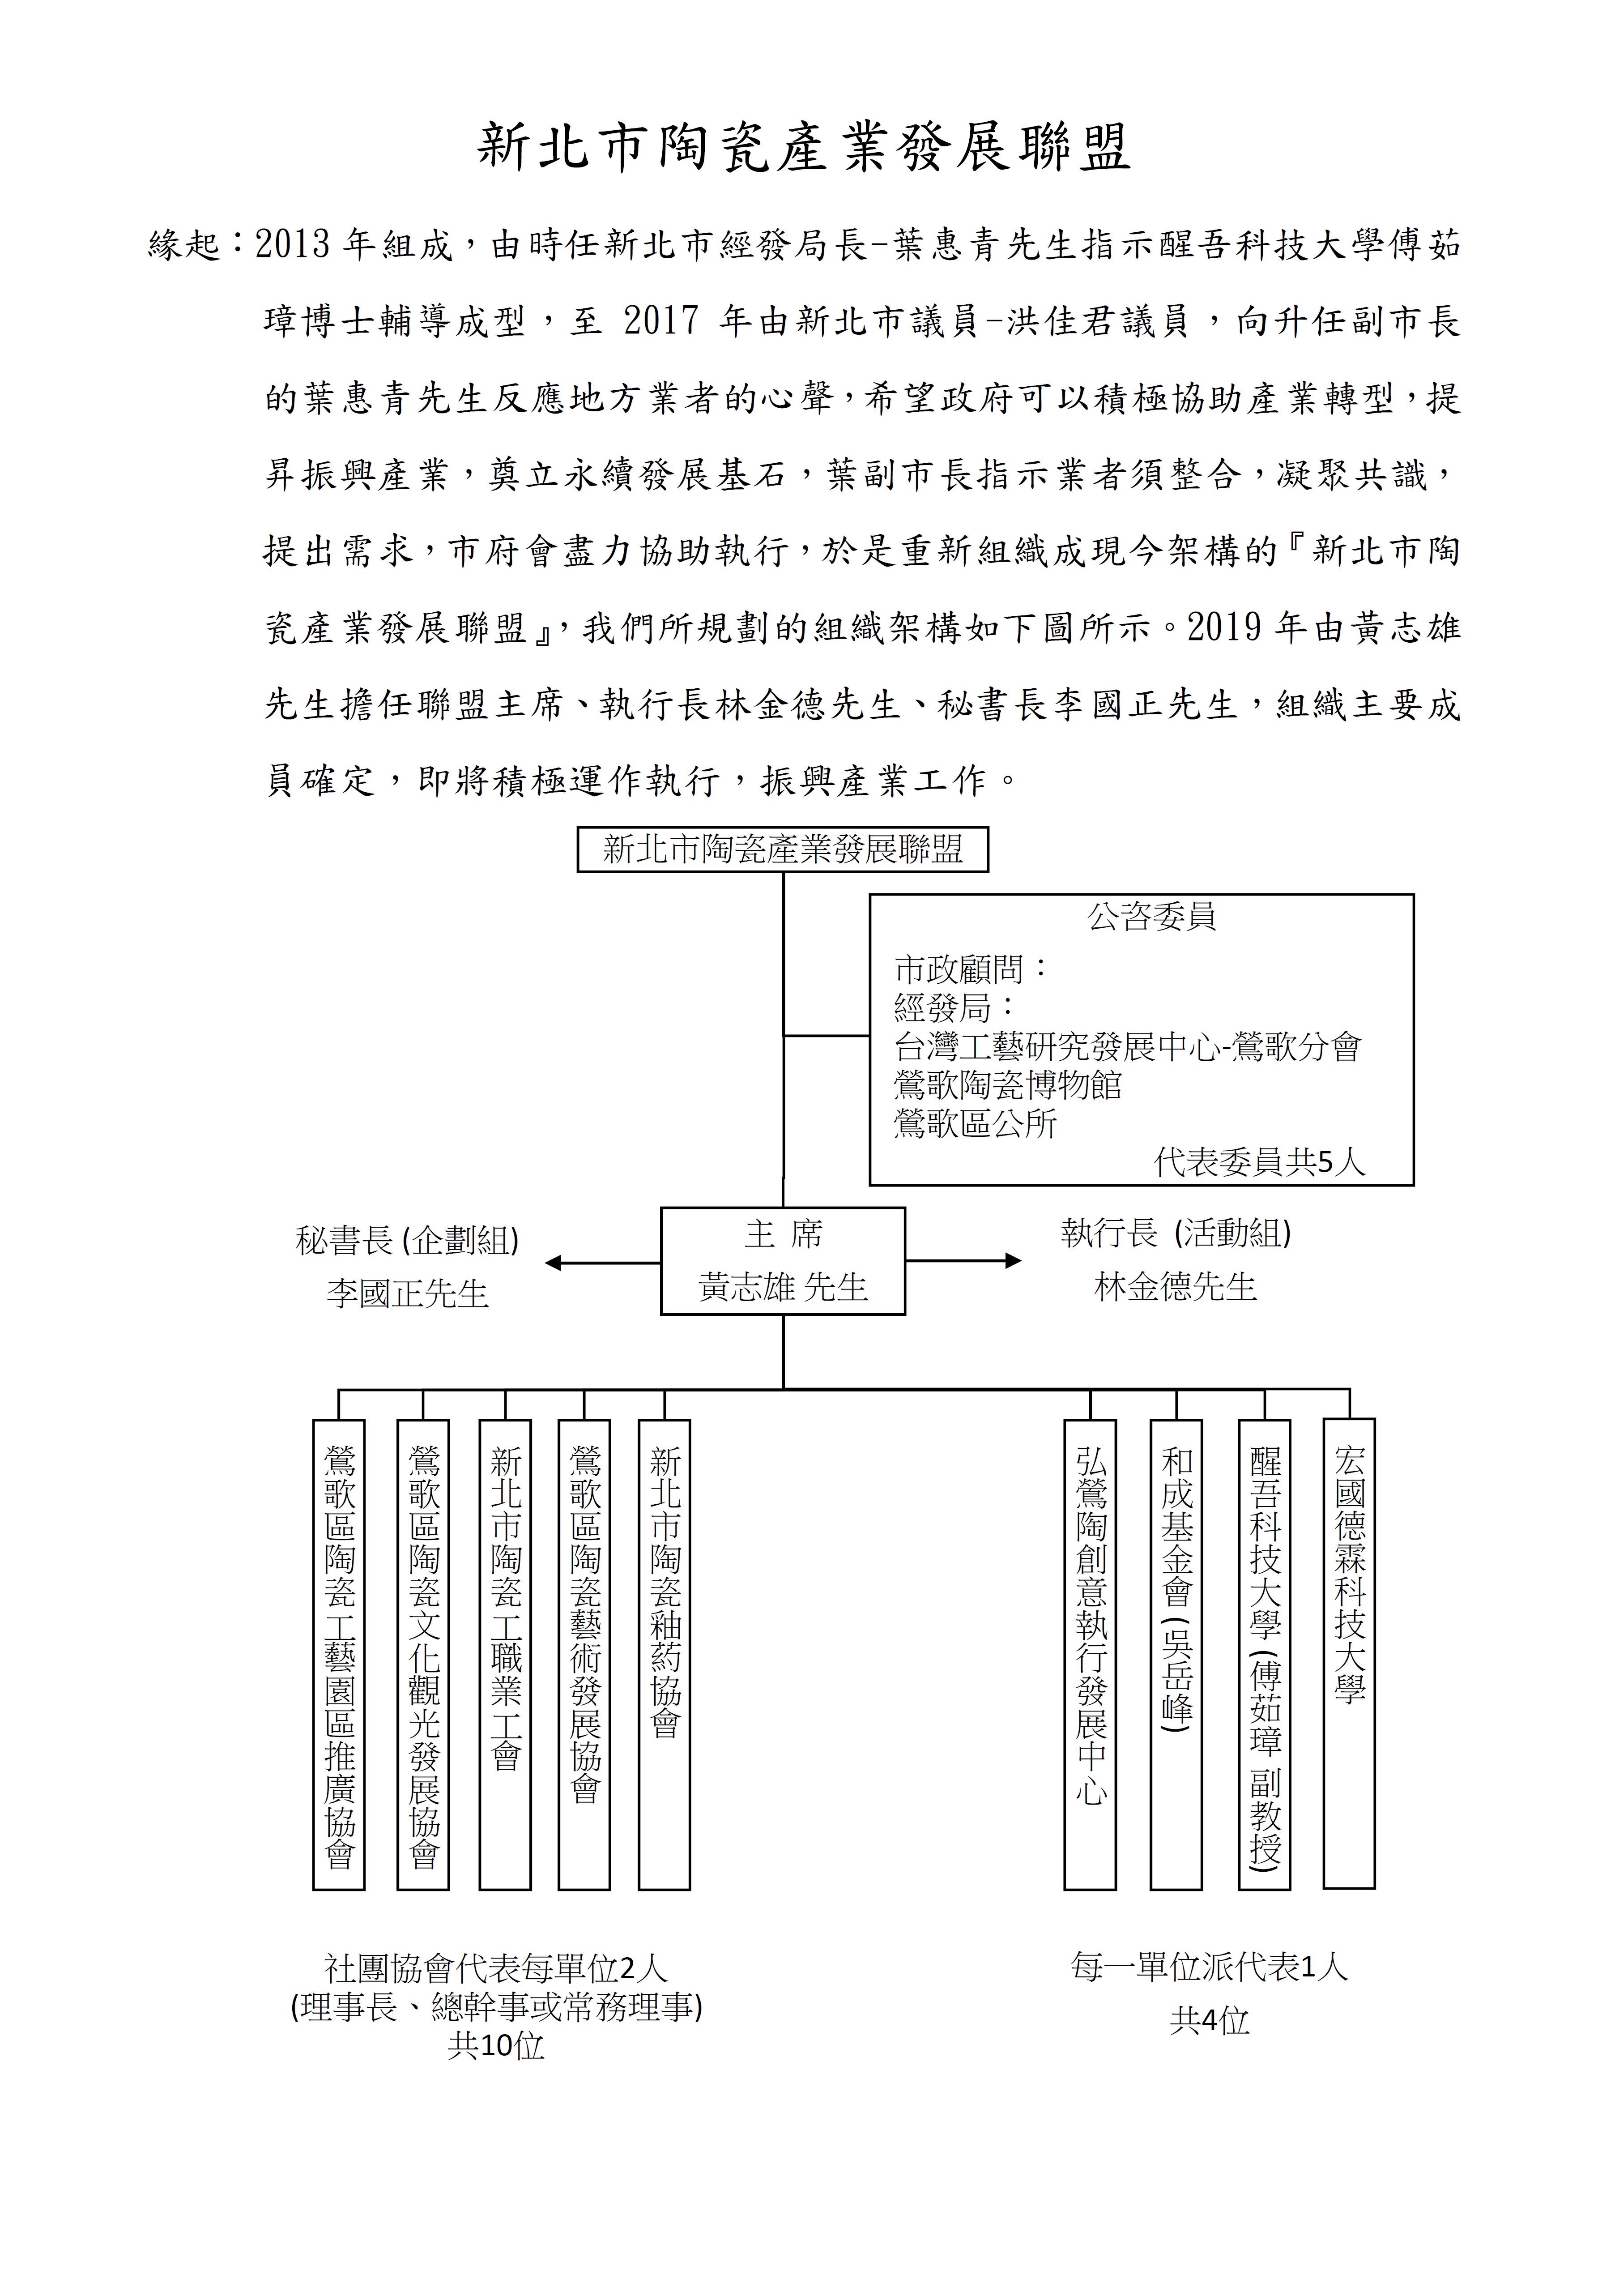 新北市陶瓷產業發展聯盟
緣起：2013 年組成，由時任新北市經發局長-葉惠青先生指示醒吾科技大學傅茹
璋博士輔導成型，至 2017 年由新北市議員-洪佳君議員，向升任副市長
的葉惠青先生反應地方業者的心聲，希望政府可以積極協助產業轉型，提
昇振興產業，奠立永續發展基石，葉副市長指示業者須整合，凝聚共識，
提出需求，市府會盡力協助執行，於是重新組織成現今架構的『新北市陶
瓷產業發展聯盟』，我們所規劃的組織架構如下圖所示。2019 年由黃志雄
先生擔任聯盟主席、執行長林金德先生、秘書長李國正先生，組織主要成
員確定，即將積極運作執行，振興產業工作。
新北市陶瓷產業發展聯盟
公咨委員
市政顧問：
經發局：
台灣工藝研究發展中心-鶯歌分會
鶯歌陶瓷博物館
鶯歌區公所
代表委員共5人
秘書長 (企劃組)
李國正先生
主 席
黃志雄 先生
執行長 (活動組)
林金德先生
鶯歌區陶瓷工藝園區推廣協會
鶯歌區陶瓷文化觀光發展協會
新北市陶瓷工職業工會
鶯歌區陶瓷藝術發展協會
新北市陶瓷釉葯協會
弘鶯陶創意執行發展中心
和成基金會(吳岳峰)
醒吾科技大學(傅茹璋 副教授)
宏國德霖科技大學
社團協會代表每單位2人
(理事長、總幹事或常務理事)
共10位
每一單位派代表1人
共4位